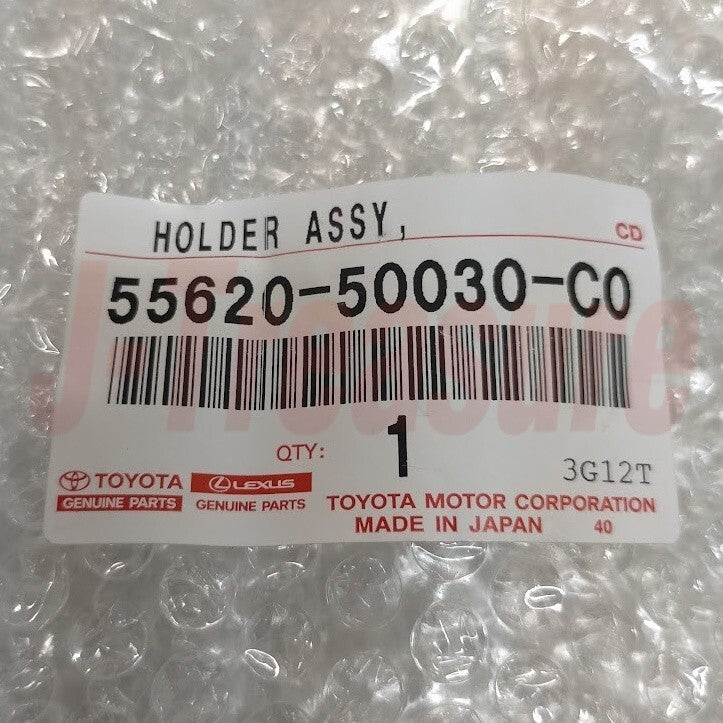 HOLDER ASSY,
CD
55620-50030-C0
J-Treasure
QTY: 1
3G12T
TOYOTA
GENUINE PARTS
LEXUS
GENUINE PARTS
TOYOTA MOTOR CORPORATION
MADE IN JAPAN 40